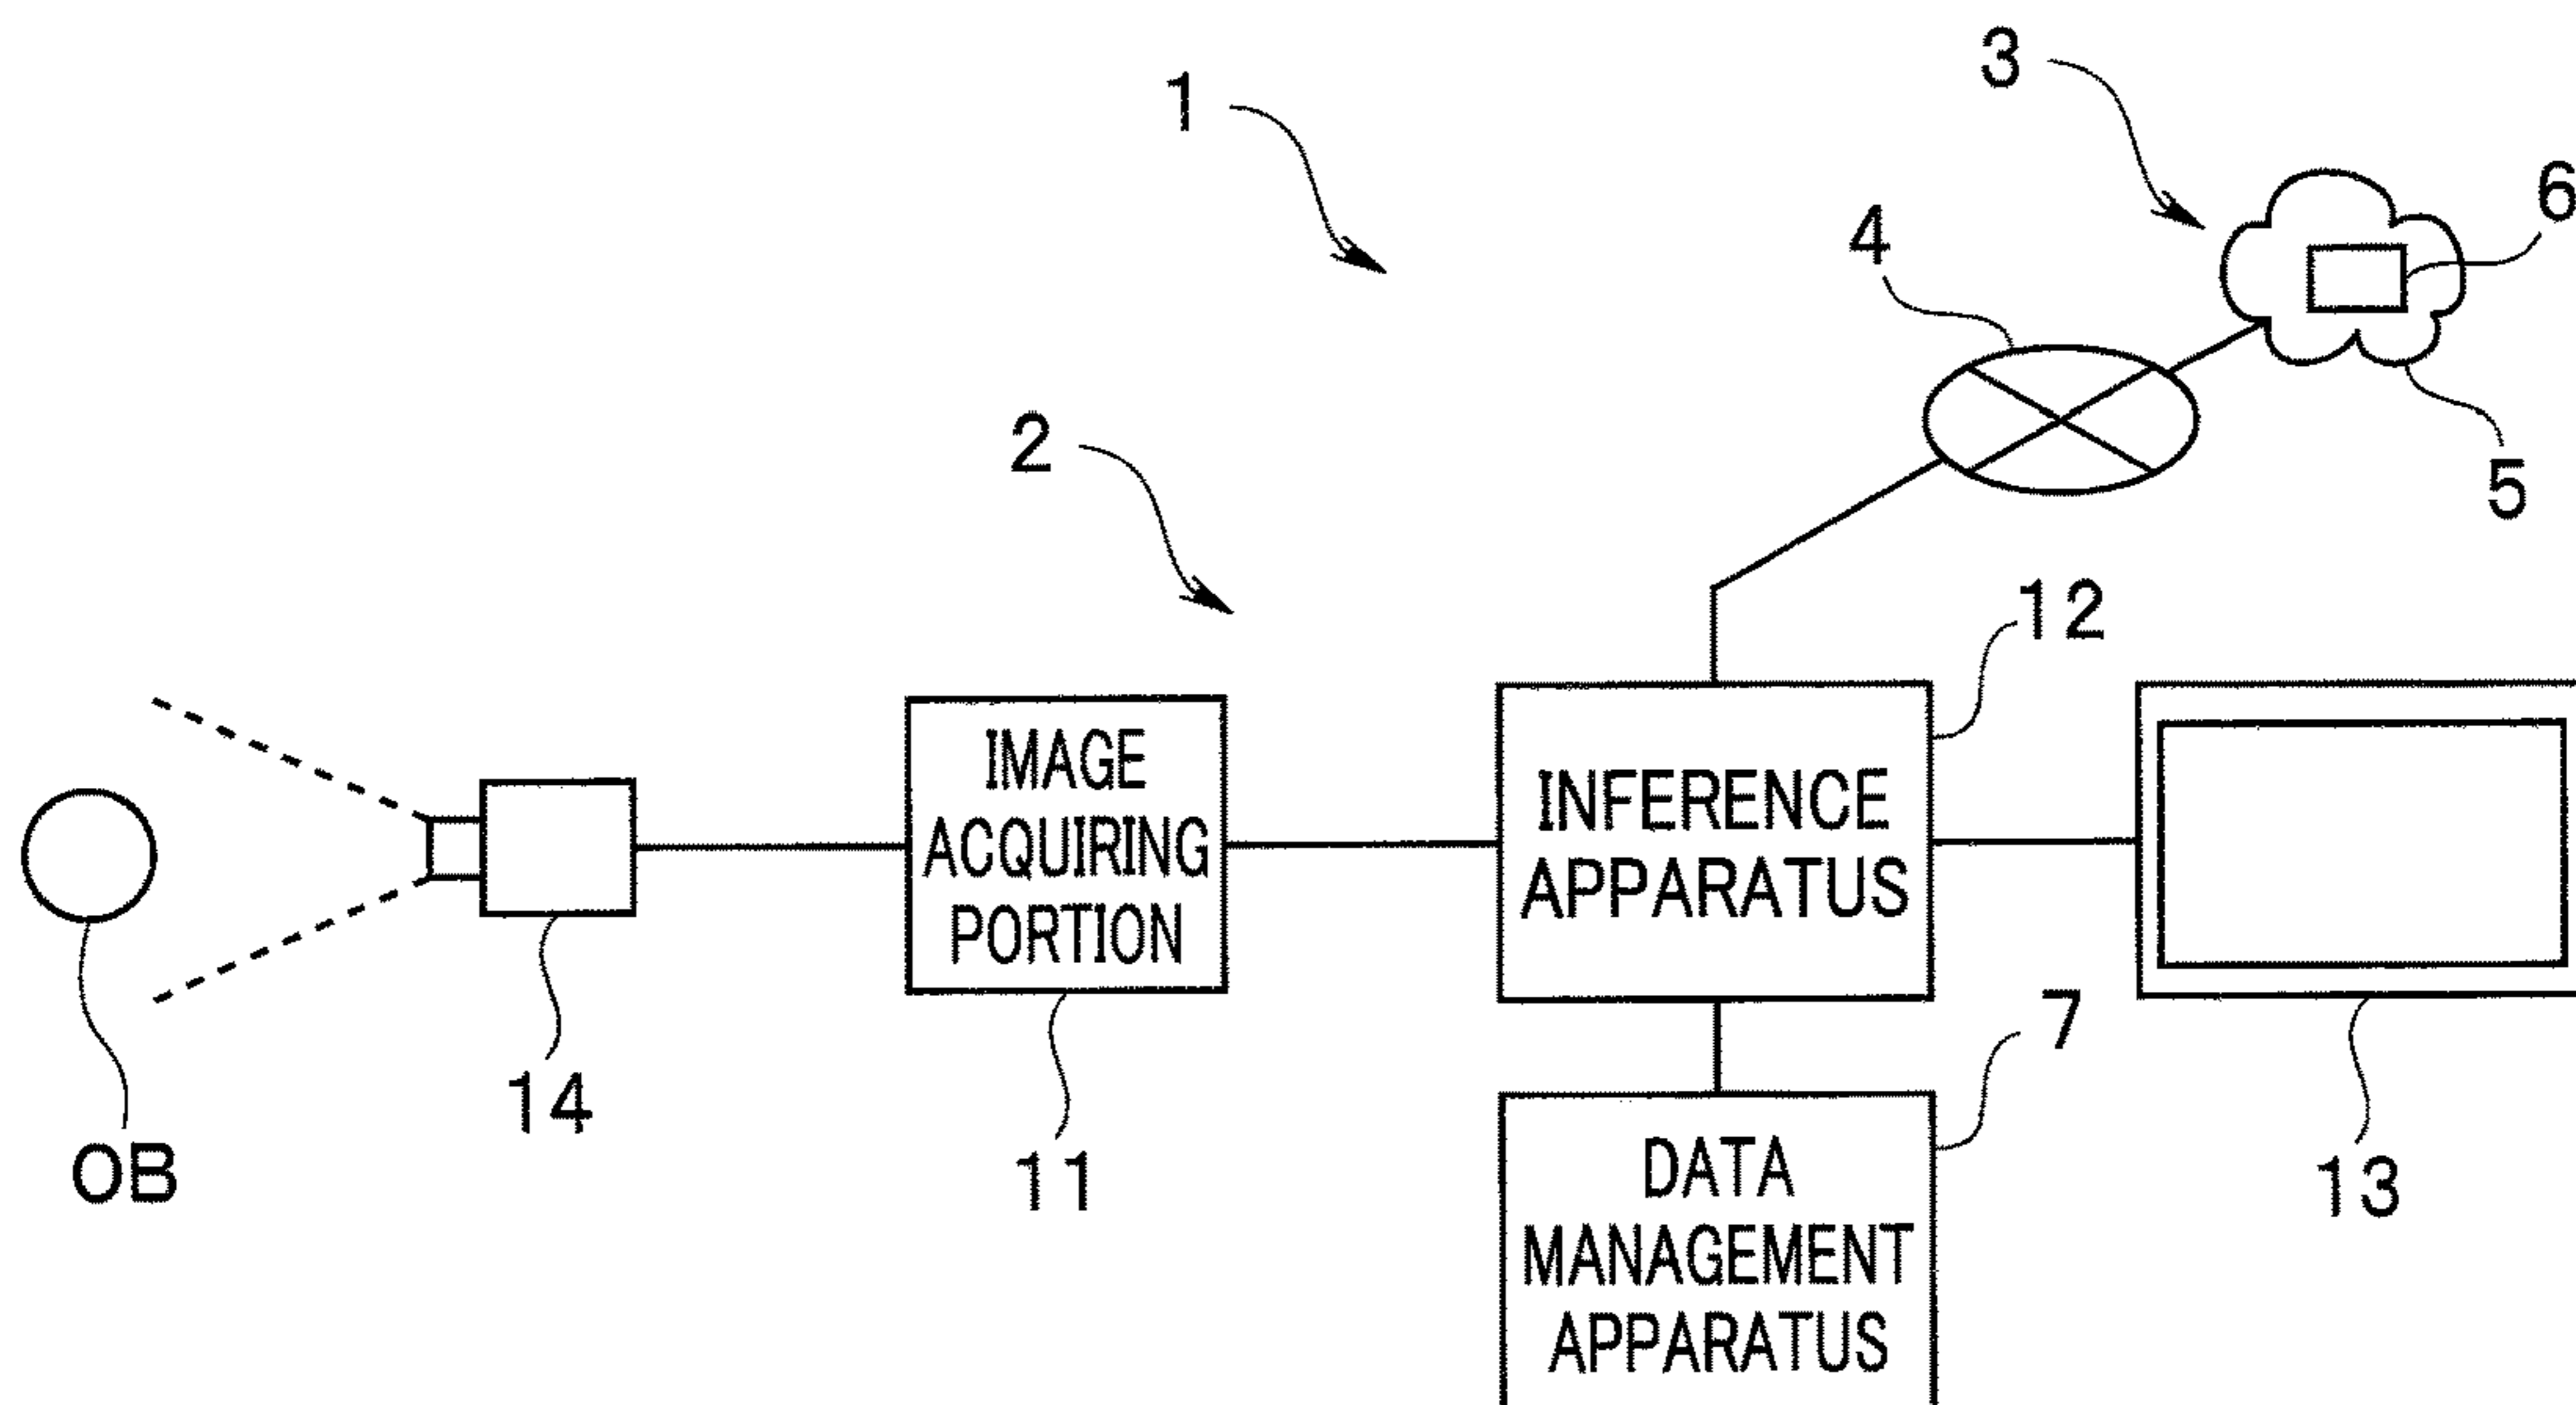 1
3
6
4
5
2
12
IMAGE
ACQUIRING
PORTION
INFERENCE
APPARATUS
14
11
7
13
OB
DATA
MANAGEMENT
APPARATUS